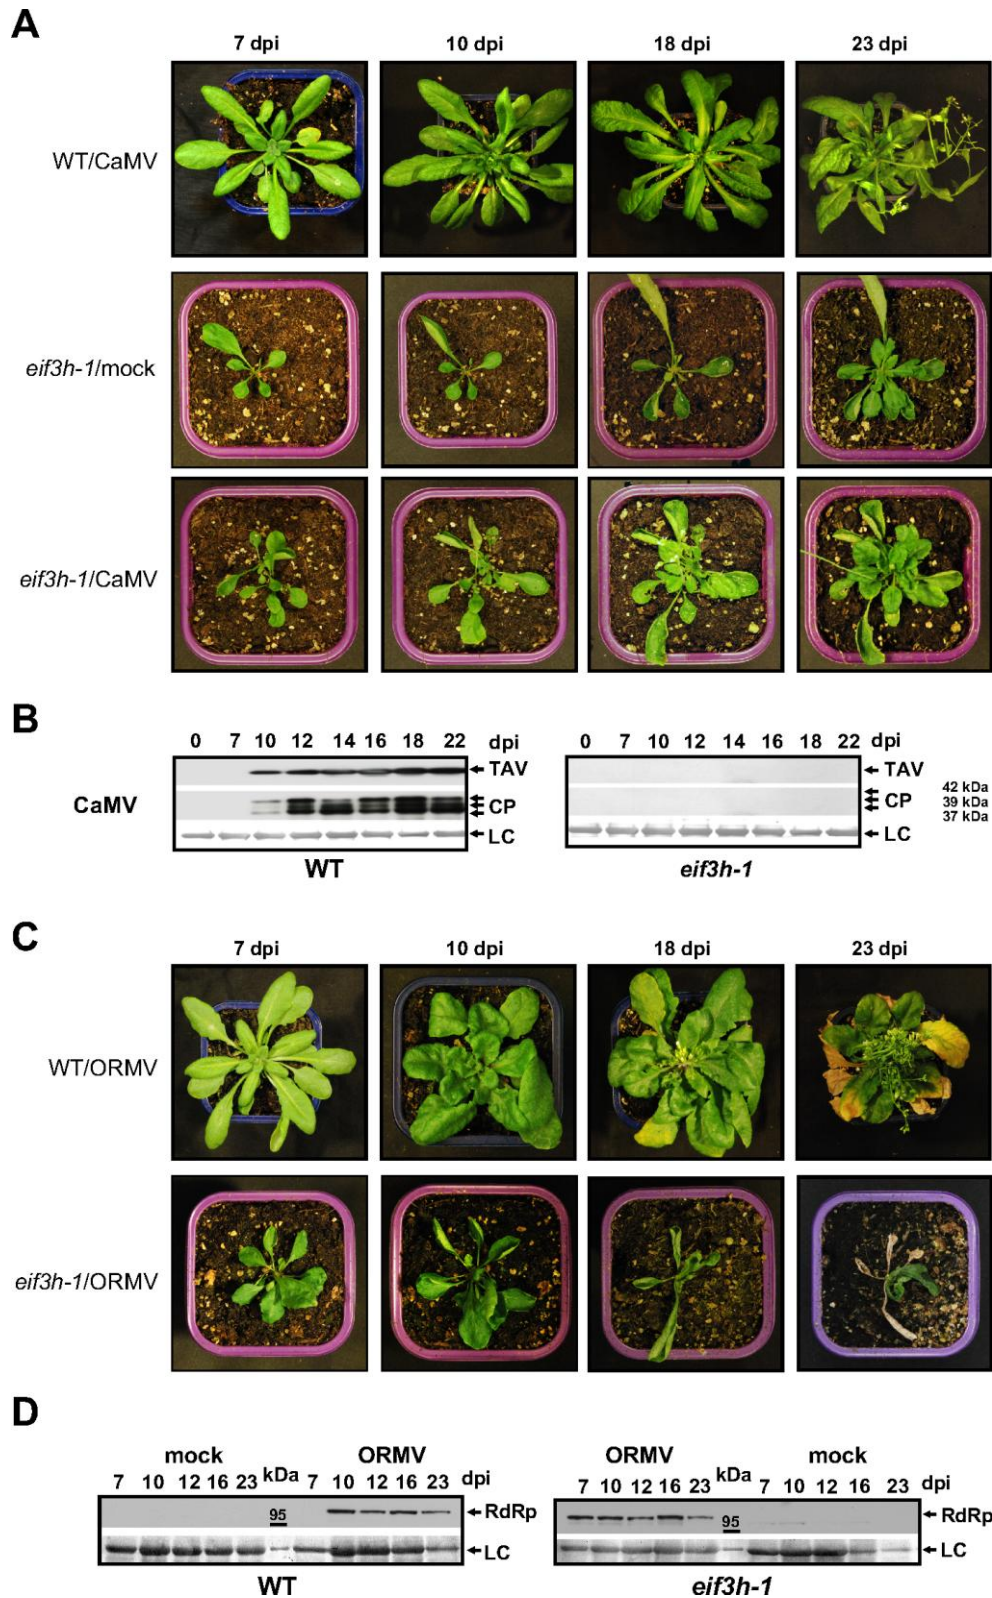 A
7 dpi 10 dpi 18 dpi 23 dpi
WT/CaMV
eif3h-1/mock
eif3h-1/CaMV
B
0 7 10 12 14 16 18 22 dpi 0 7 10 12 14 16 18 22 dpi
TAV TAV
42 kDa
CaMV CP CP 39 kDa
37 kDa
LC LC
WT eif3h-1
C
7 dpi 10 dpi 18 dpi 23 dpi
WT/ORMV
eif3h-1/ORMV
D
mock ORMV ORMV mock
7 10 12 16 23 kDa 7 10 12 16 23 dpi 7 10 12 16 23 kDa 7 10 12 16 23 dpi
95 RdRp 95 RdRp
LC LC
WT eif3h-1